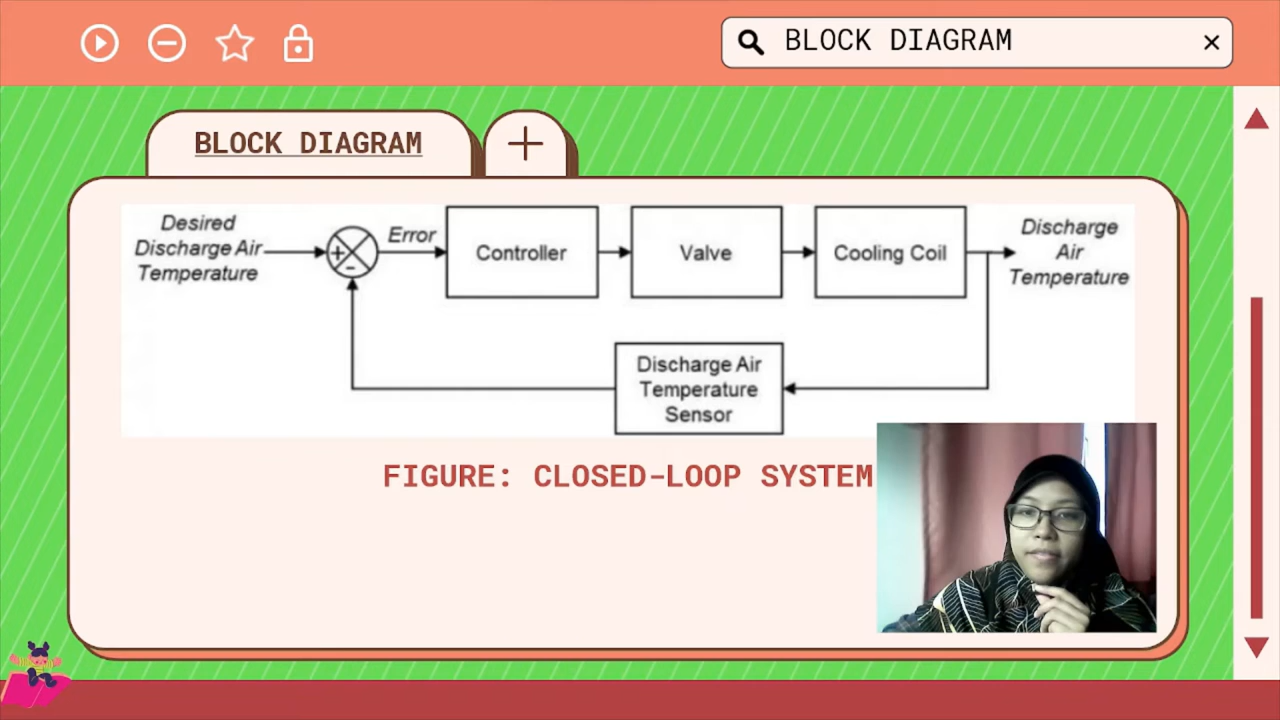 BLOCK DIAGRAM
BLOCK DIAGRAM
Desired
Discharge Air
Temperature
+
-
Error
Controller
Valve
Cooling Coil
Discharge
Air
Temperature
Discharge Air
Temperature
Sensor
FIGURE: CLOSED-LOOP SYSTEM